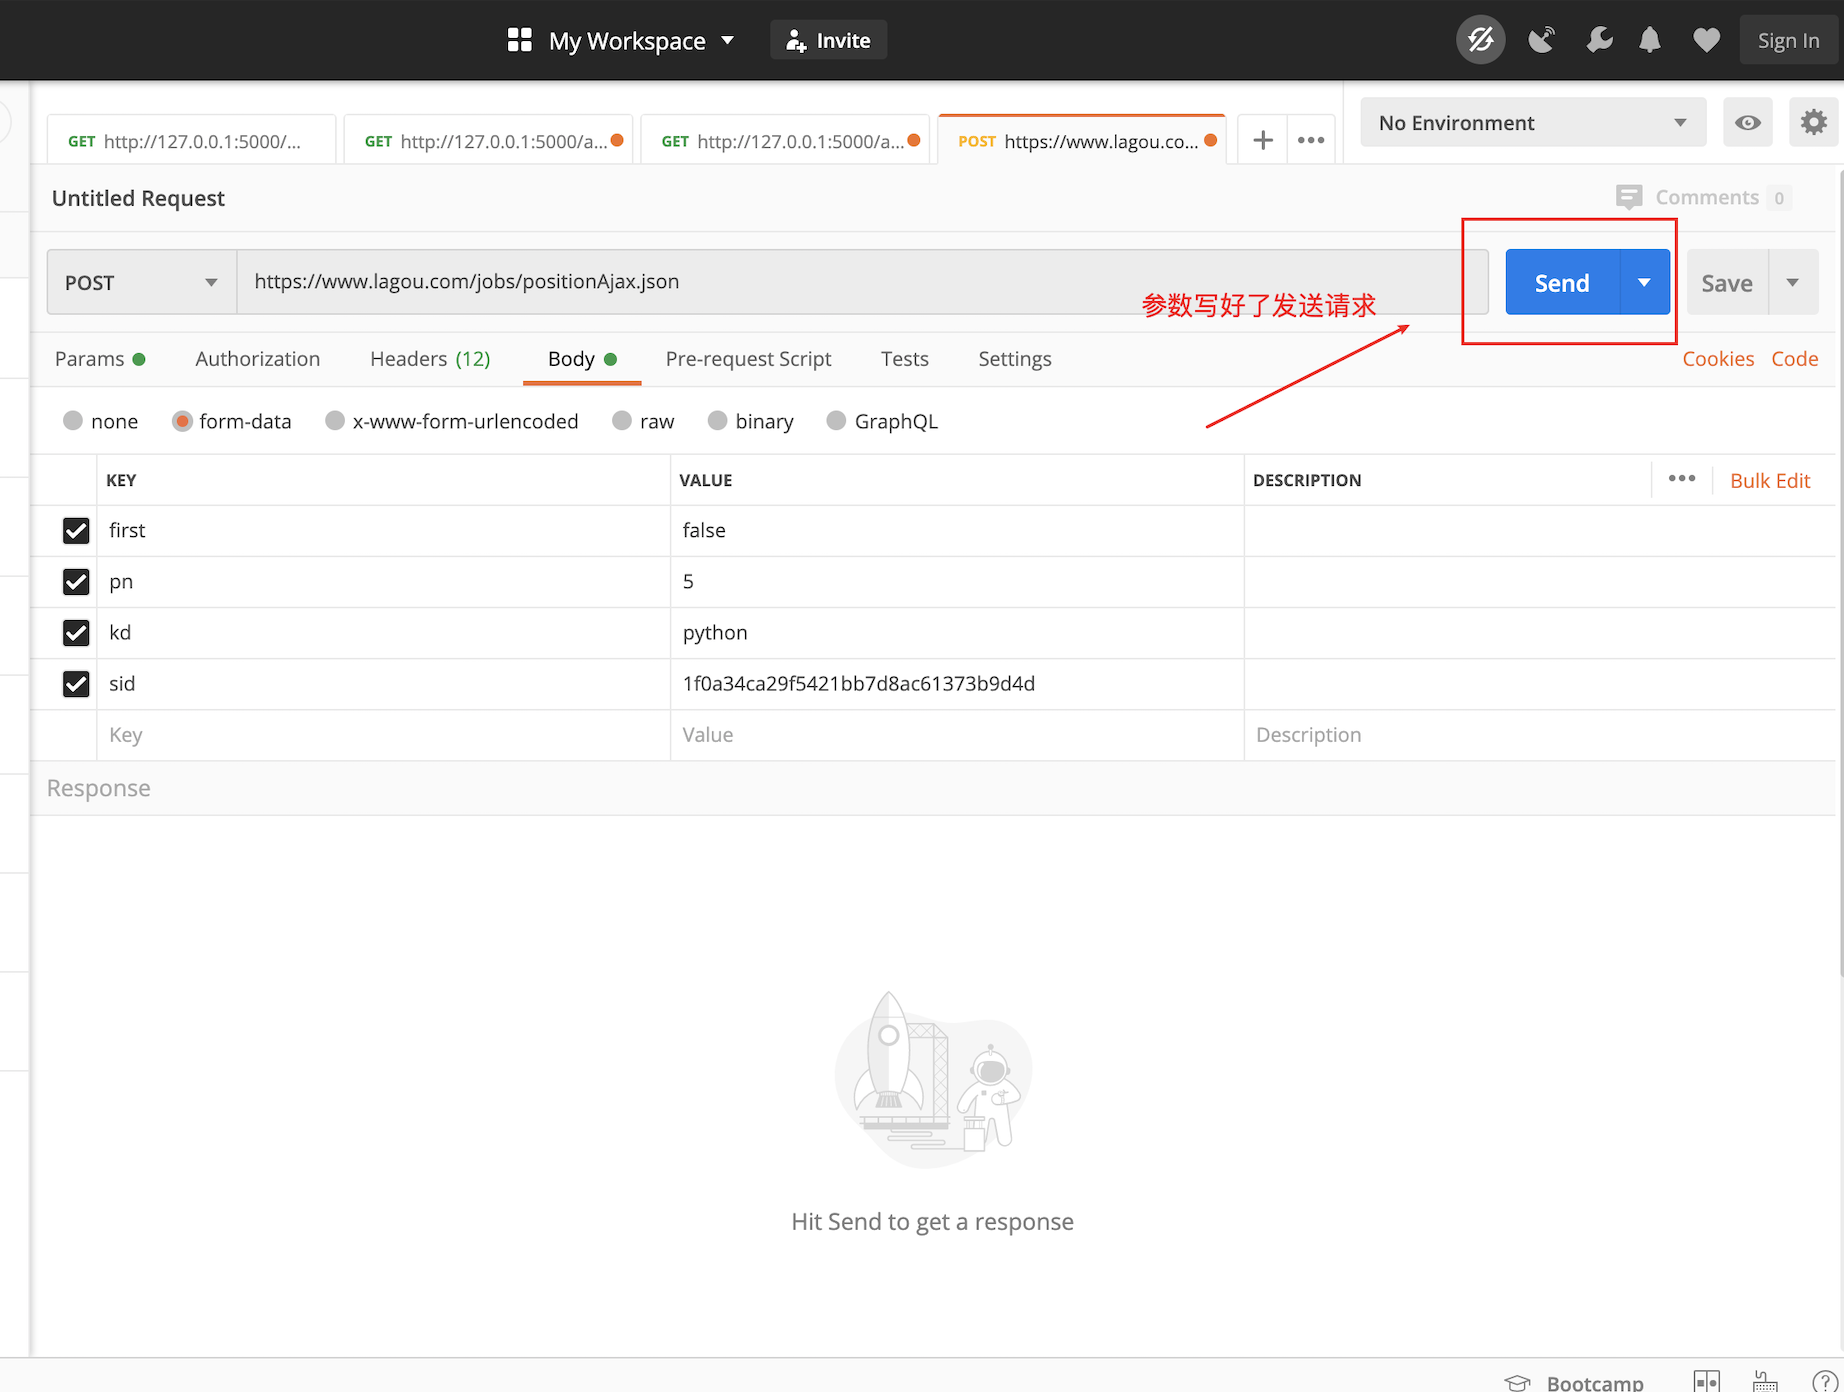 My Workspace
Invite
Sign In
GET http://127.0.0.1:5000/...
GET http://127.0.0.1:5000/a...
GET http://127.0.0.1:5000/a...
POST https://www.lagou.co...
No Environment
Untitled Request
Comments 0
POST
https://www.lagou.com/jobs/positionAjax.json
Send
Save
参数写好了发送请求
Params
Authorization
Headers (12)
Body
Pre-request Script
Tests
Settings
Cookies
Code
none
form-data
x-www-form-urlencoded
raw
binary
GraphQL
KEY
VALUE
DESCRIPTION
Bulk Edit
first
false
pn
5
kd
python
sid
1f0a34ca29f5421bb7d8ac61373b9d4d
Key
Value
Description
Response
Hit Send to get a response
Bootcamp